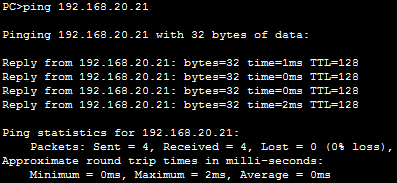 PC>ping 192.168.20.21
Pinging 192.168.20.21 with 32 bytes of data:
Reply from 192.168.20.21: bytes=32 time=1ms TTL=128
Reply from 192.168.20.21: bytes=32 time=0ms TTL=128
Reply from 192.168.20.21: bytes=32 time=0ms TTL=128
Reply from 192.168.20.21: bytes=32 time=2ms TTL=128
Ping statistics for 192.168.20.21:
    Packets: Sent = 4, Received = 4, Lost = 0 (0% loss),
Approximate round trip times in milli-seconds:
    Minimum = 0ms, Maximum = 2ms, Average = 0ms